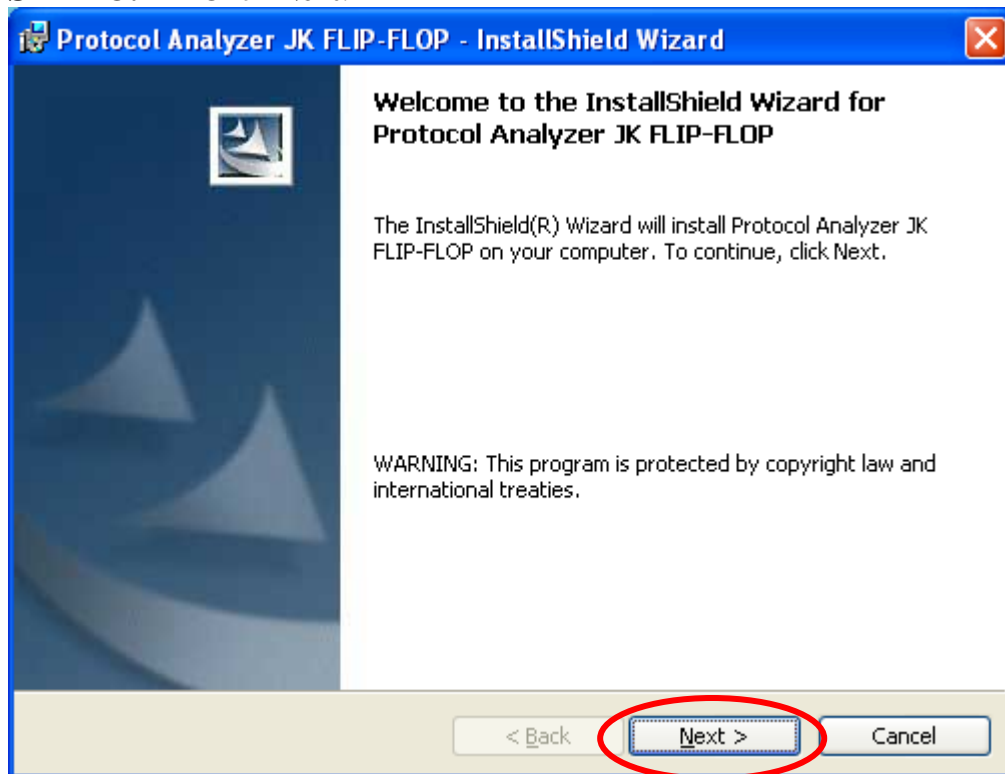 Protocol Analyzer JK FLIP-FLOP - InstallShield Wizard
Welcome to the InstallShield Wizard for
Protocol Analyzer JK FLIP-FLOP
The InstallShield(R) Wizard will install Protocol Analyzer JK
FLIP-FLOP on your computer. To continue, click Next.
WARNING: This program is protected by copyright law and
international treaties.
< Back Next > Cancel